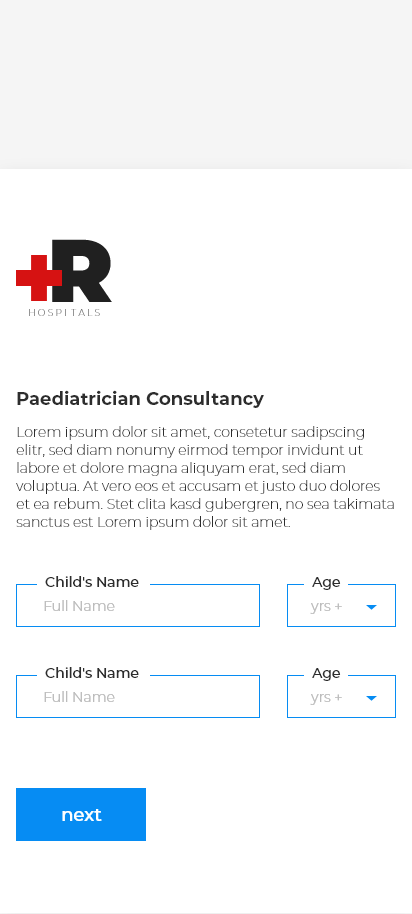 R
HOSPITALS
Paediatrician Consultancy
Lorem ipsum dolor sit amet, consetetur sadipscing
elitr, sed diam nonumy eirmod tempor invidunt ut
labore et dolore magna aliquyam erat, sed diam
voluptua. At vero eos et accusam et justo duo dolores
et ea rebum. Stet clita kasd gubergren, no sea takimata
sanctus est Lorem ipsum dolor sit amet.
Child's Name Age
Full Name yrs +
Child's Name Age
Full Name yrs +
next